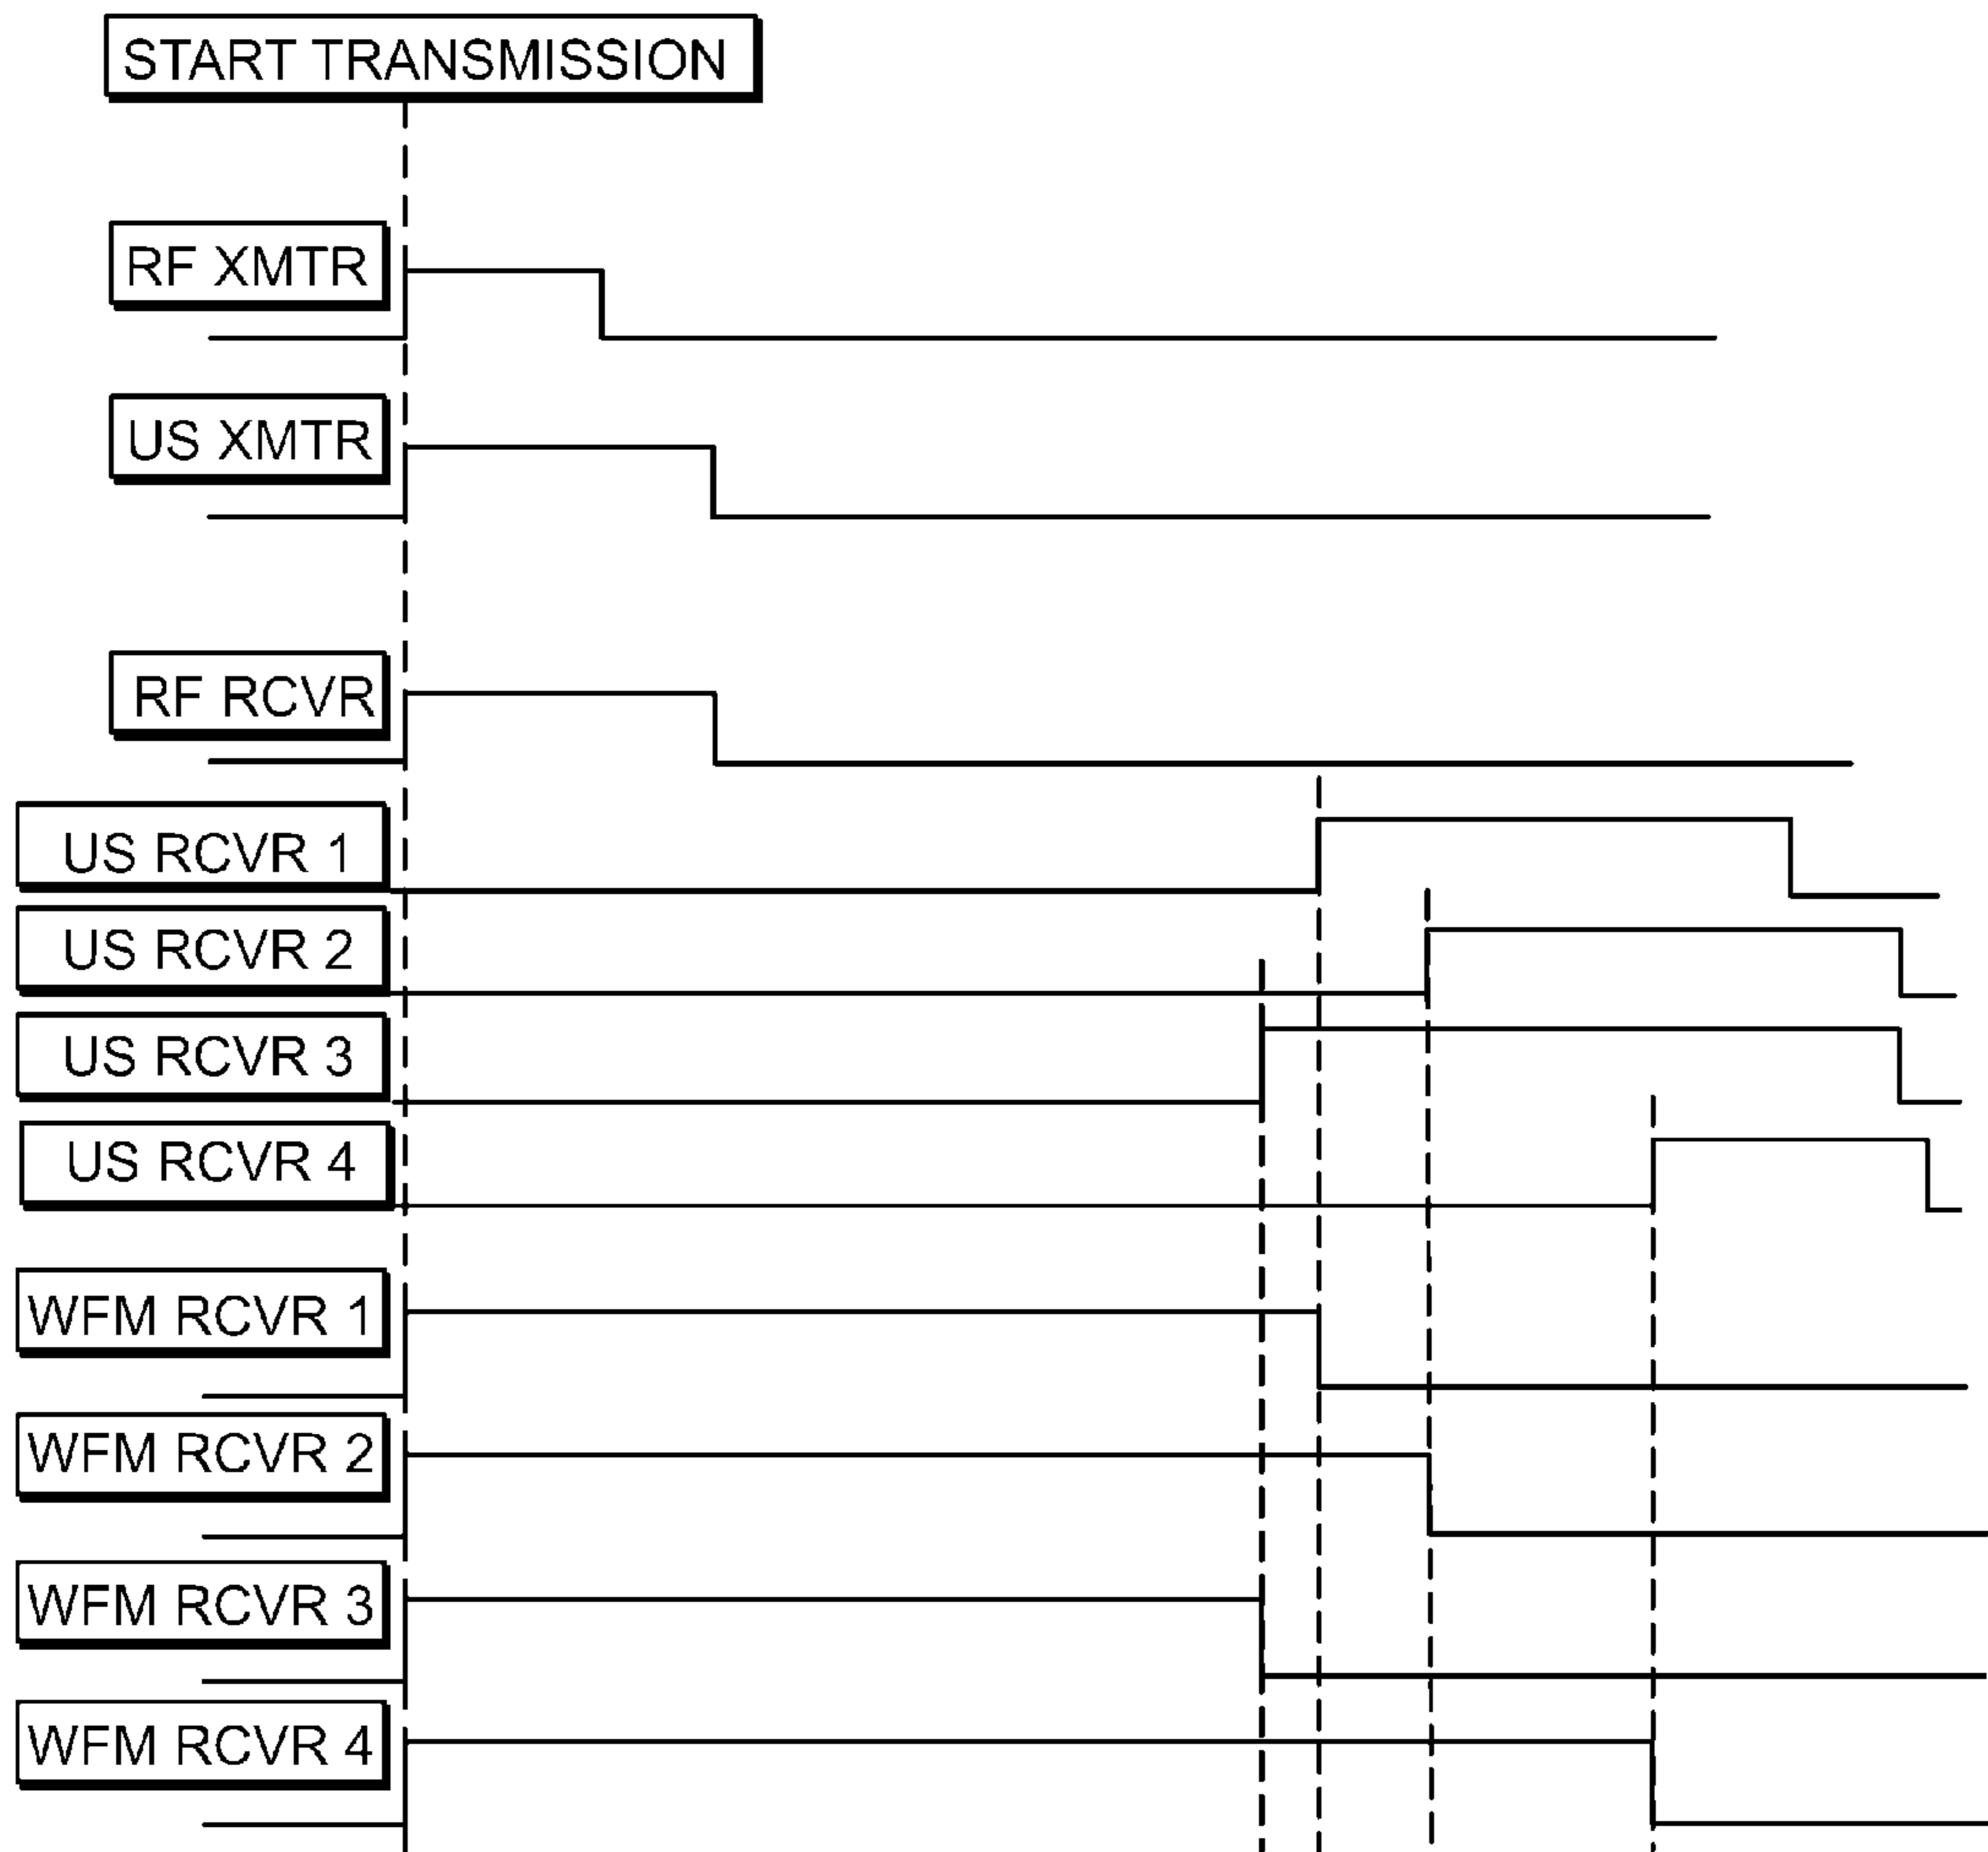 START TRANSMISSION
RF XMTR
US XMTR
RF RCVR
US RCVR 1
US RCVR 2
US RCVR 3
US RCVR 4
WFM RCVR 1
WFM RCVR 2
WFM RCVR 3
WFM RCVR 4